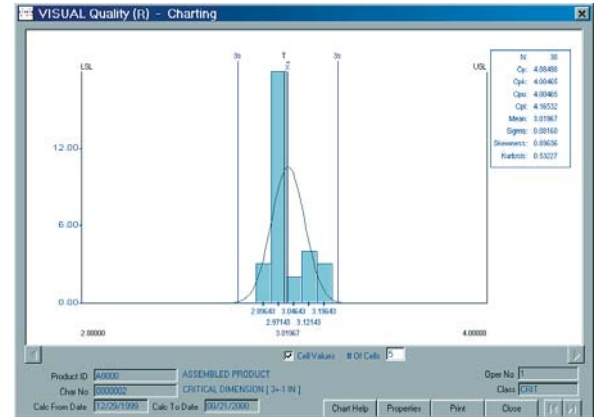 VISUAL Quality (R) - Charting
3s T 3s
LSL USL
N: 30
Cp: 4.08498
Cpk: 4.00465
Cpu: 4.00465
Cpl: 4.16532
Mean: 3.01967
Sigma: 0.08160
Skewness: 0.89636
Kurtosis: 0.53227
12.00
6.00
0.00
2.89643 3.04643 3.19643
2.97143 3.12143
2.00000 3.01967 4.00000
Cell Values # Of Cells 5
Product ID A0000 ASSEMBLED PRODUCT Oper No 1
Char No 0000002 CRITICAL DIMENSION [ 3+-1 IN ] Class CRIT
Calc From Date 12/29/1999 Calc To Date
Chart Help Properties Print Close